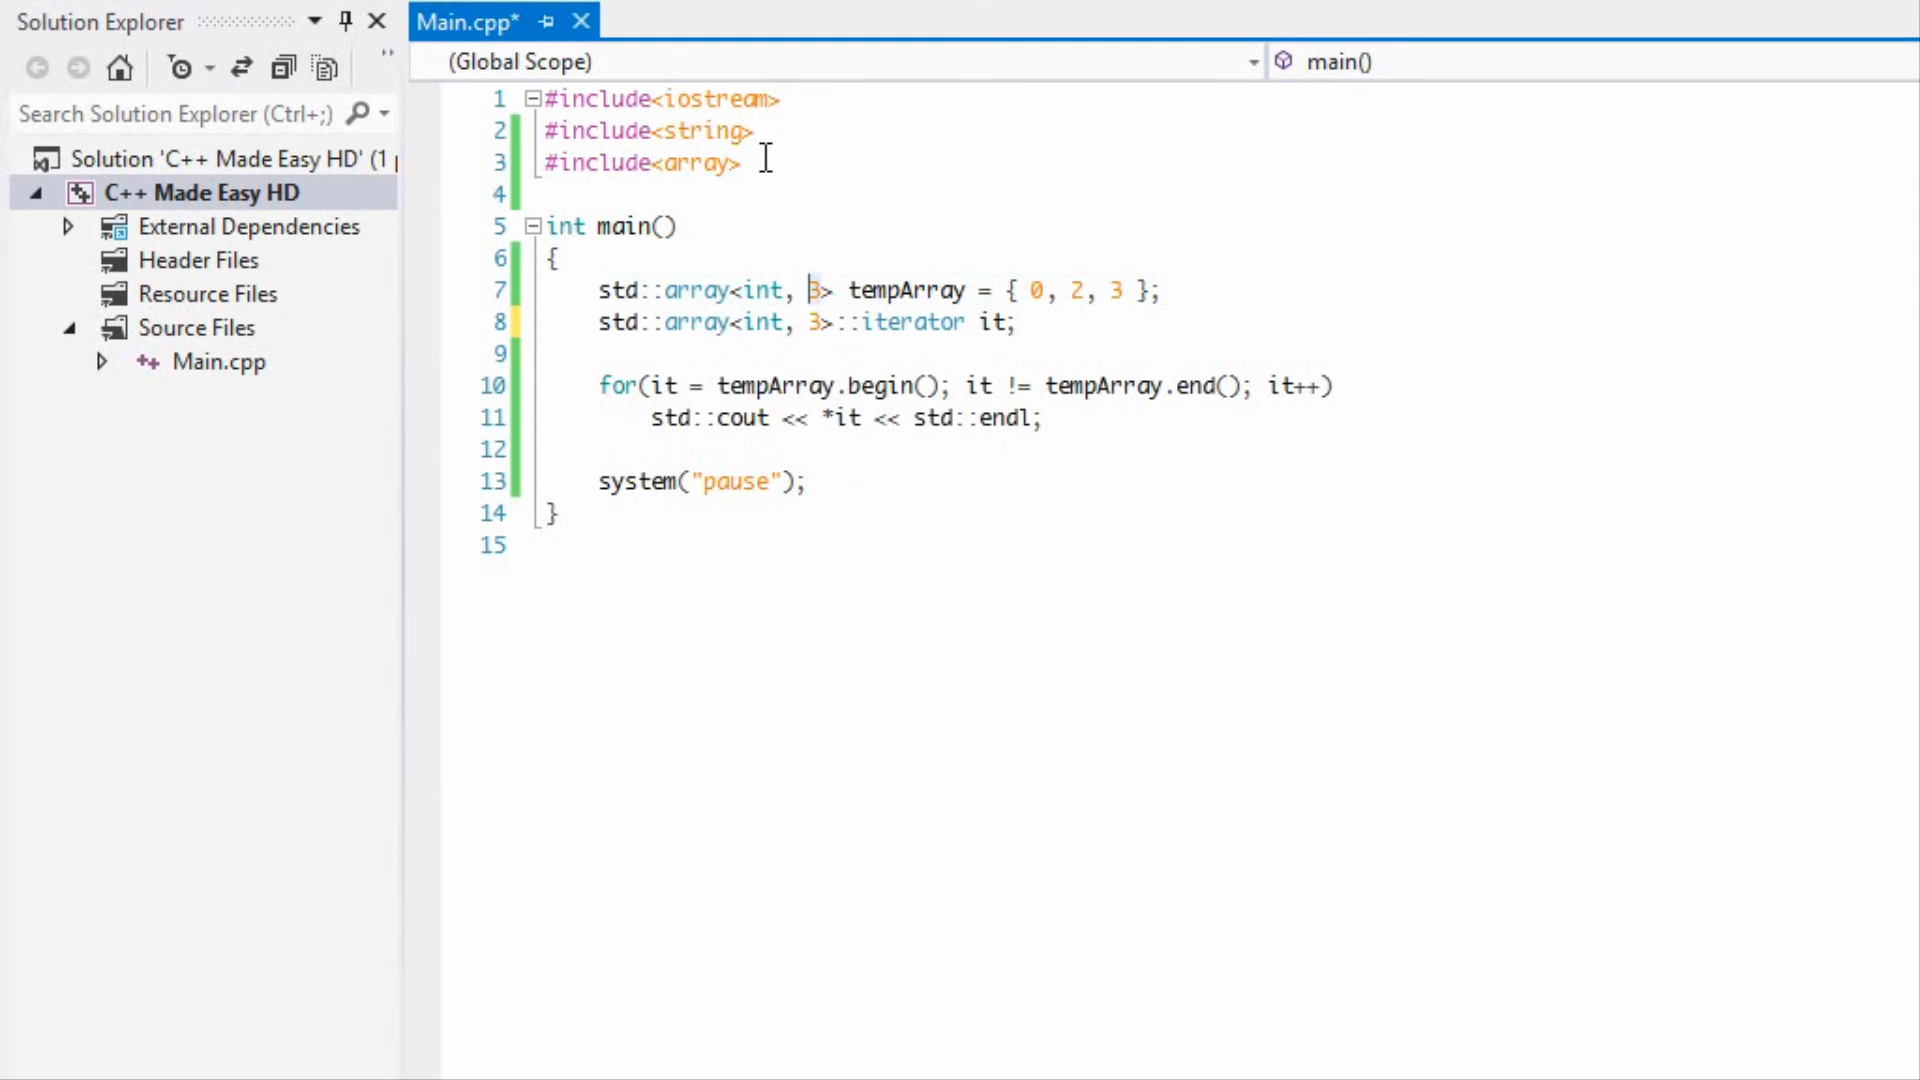 Solution Explorer
Search Solution Explorer (Ctrl+;)
Solution 'C++ Made Easy HD' (1
C++ Made Easy HD
External Dependencies
Header Files
Resource Files
Source Files
Main.cpp
Main.cpp*
(Global Scope)
main()
1 #include<iostream>
2 #include<string>
3 #include<array>
4
5 int main()
6 {
7 std::array<int, 3> tempArray = { 0, 2, 3 };
8 std::array<int, 3>::iterator it;
9
10 for(it = tempArray.begin(); it != tempArray.end(); it++)
11 std::cout << *it << std::endl;
12
13 system("pause");
14 }
15